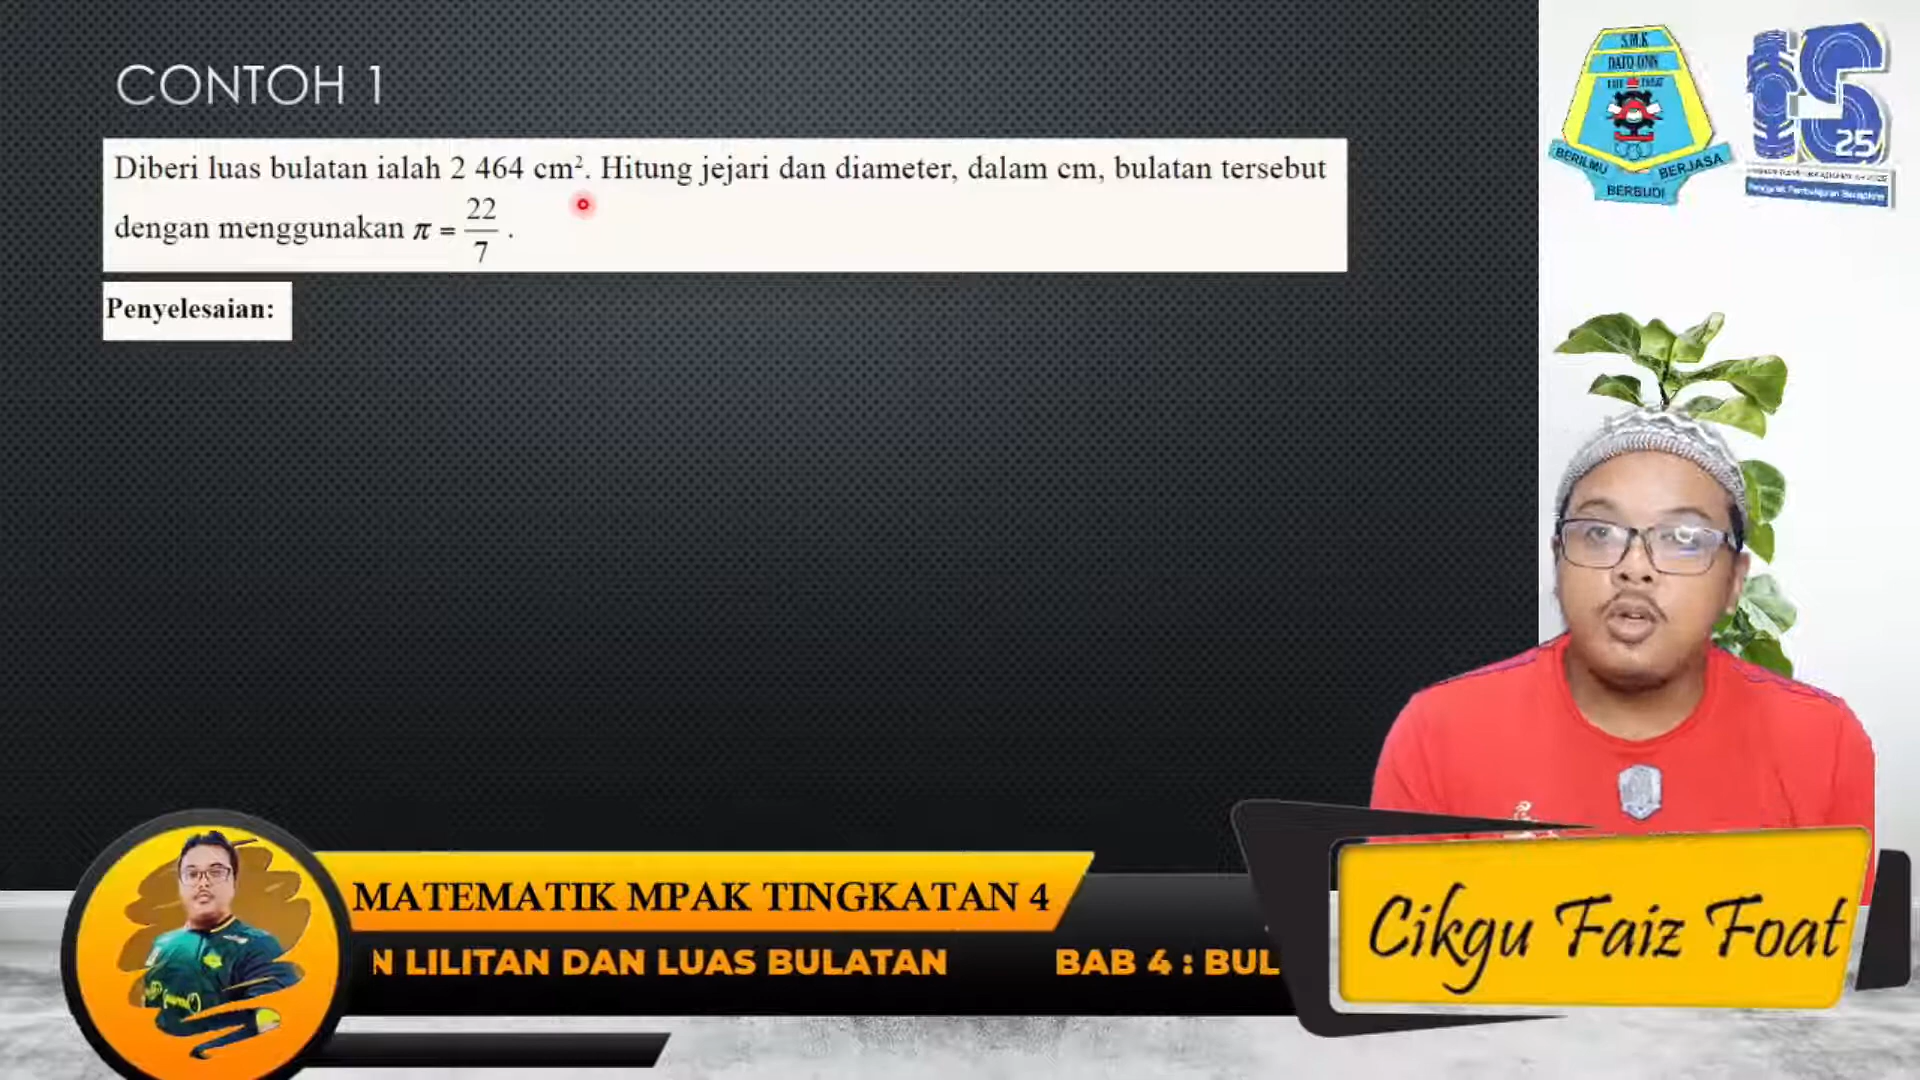 CONTOH 1
Diberi luas bulatan ialah 2 464 cm². Hitung jejari dan diameter, dalam cm, bulatan tersebut
dengan menggunakan π = 22/7 .
Penyelesaian:
S.M.K
DATO ONN
BERILMU
BERBUDI
BERJASA
25
MATEMATIK MPAK TINGKATAN 4
N LILITAN DAN LUAS BULATAN BAB 4 : BUL
Cikgu Faiz Foat